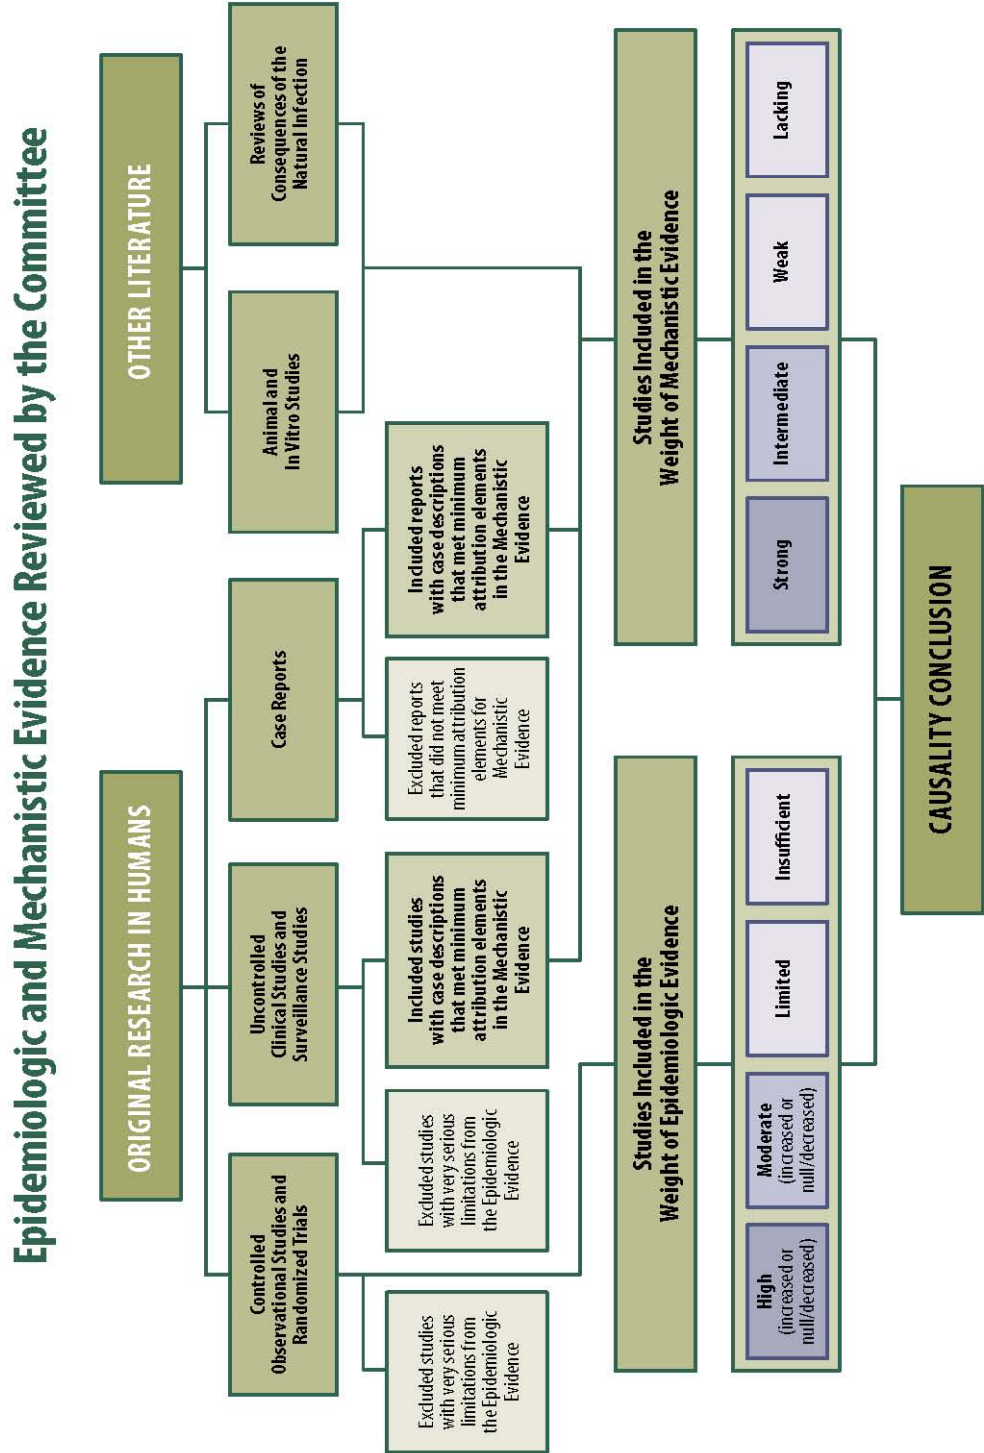 Epidemiologic and Mechanistic Evidence Reviewed by the Committee
ORIGINAL RESEARCH IN HUMANS
OTHER LITERATURE
Controlled
Observational Studies and
Randomized Trials
Uncontrolled
Clinical Studies and
Surveillance Studies
Case Reports
Animal and
In Vitro Studies
Reviews of
Consequences of the
Natural Infection
Excluded studies
with very serious
limitations from
the Epidemiologic
Evidence
Excluded studies
with very serious
limitations from
the Epidemiologic
Evidence
Included studies
with case descriptions
that met minimum
attribution elements
in the Mechanistic
Evidence
Excluded reports
that did not meet
minimum attribution
elements for
Mechanistic
Evidence
Included reports
with case descriptions
that met minimum
attribution elements
in the Mechanistic
Evidence
Studies Included in the
Weight of Epidemiologic Evidence
Studies Included in the
Weight of Mechanistic Evidence
High
(increased or
null/decreased)
Moderate
(increased or
null/decreased)
Limited
Insufficient
Strong
Intermediate
Weak
Lacking
CAUSALITY CONCLUSION